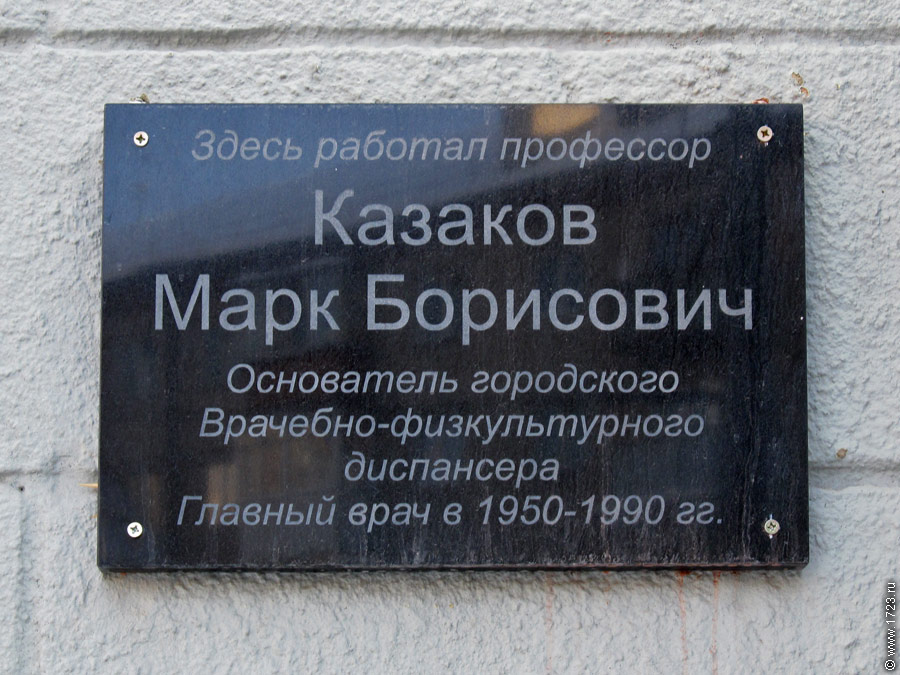 Здесь работал профессор
Казаков
Марк Борисович
Основатель городского
Врачебно-физкультурного
диспансера
Главный врач в 1950-1990 гг.
© www.1723.ru